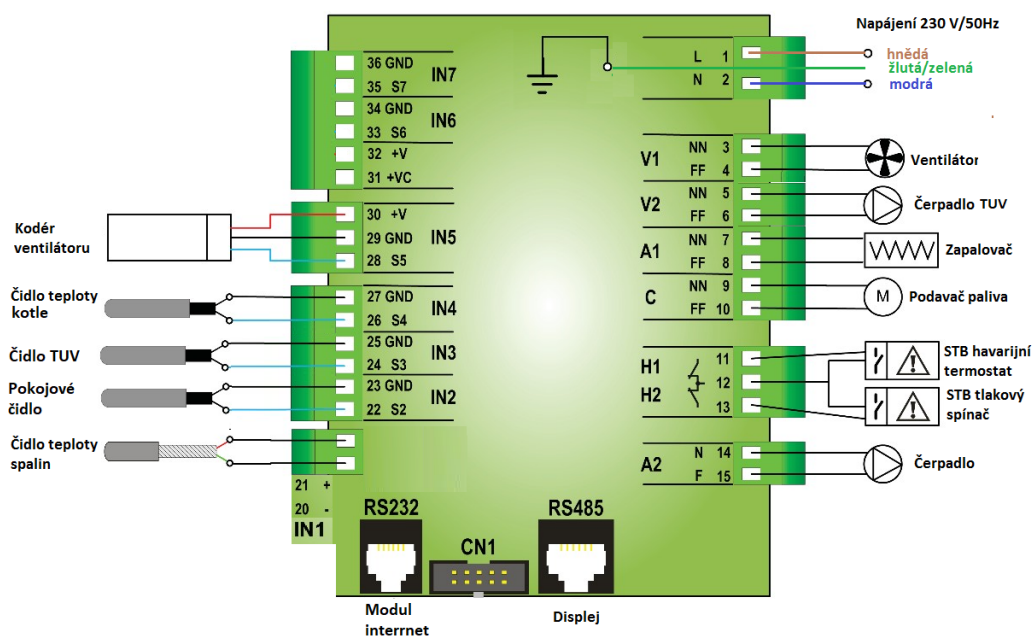 Napájení 230 V/50Hz
36 GND
IN7
35 S7
34 GND
IN6
33 S6
32 +V
31 +VC
30 +V
29 GND
IN5
28 S5
27 GND
IN4
26 S4
25 GND
IN3
24 S3
23 GND
IN2
22 S2
21 +
20 -
IN1
Kodér
ventilátoru
Čidlo teploty
kotle
Čidlo TUV
Pokojové
čidlo
Čidlo teploty
spalin
L 1
N 2
hnědá
žlutá/zelená
modrá
V1
NN 3
FF 4
Ventilátor
V2
NN 5
FF 6
Čerpadlo TUV
A1
NN 7
FF 8
Zapalovač
C
NN 9
FF 10
M
Podavač paliva
H1
11
12
H2
13
STB havarijní
termostat
STB tlakový
spínač
A2
N 14
F 15
Čerpadlo
RS232
CN1
RS485
Modul
interrnet
Displej